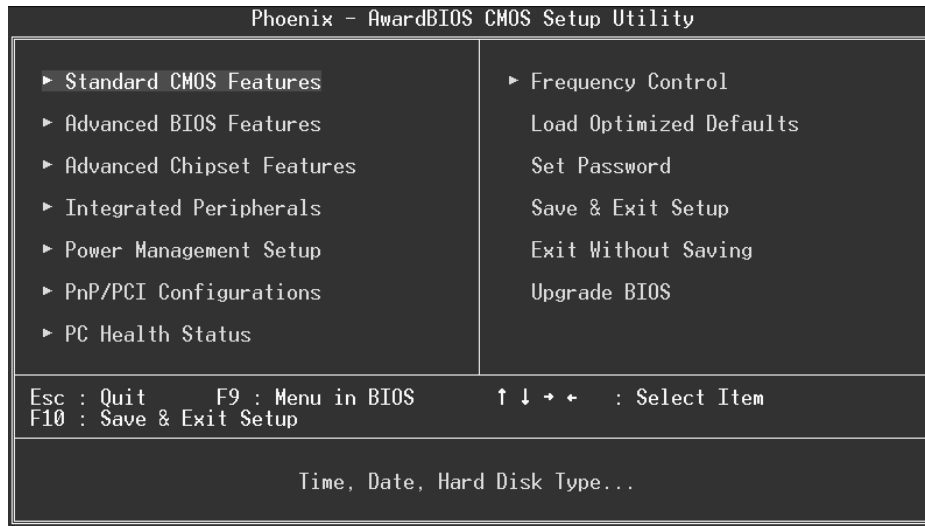 Phoenix - AwardBIOS CMOS Setup Utility
► Standard CMOS Features
► Advanced BIOS Features
► Advanced Chipset Features
► Integrated Peripherals
► Power Management Setup
► PnP/PCI Configurations
► PC Health Status
► Frequency Control
Load Optimized Defaults
Set Password
Save & Exit Setup
Exit Without Saving
Upgrade BIOS
Esc : Quit F9 : Menu in BIOS ↑ ↓ → ← : Select Item
F10 : Save & Exit Setup
Time, Date, Hard Disk Type...